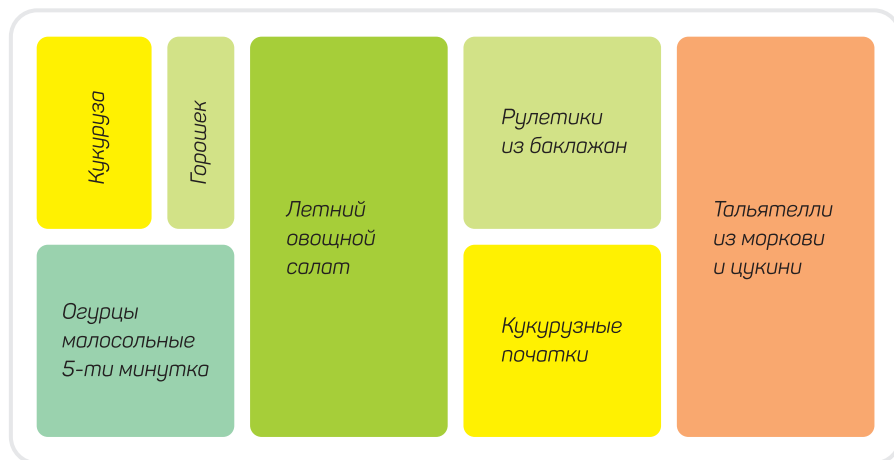 Кукуруза
Горошек
Огурцы
малосольные
5-ти минутка
Летний
овощной
салат
Рулетики
из баклажан
Кукурузные
початки
Тальятелли
из моркови
и цукини